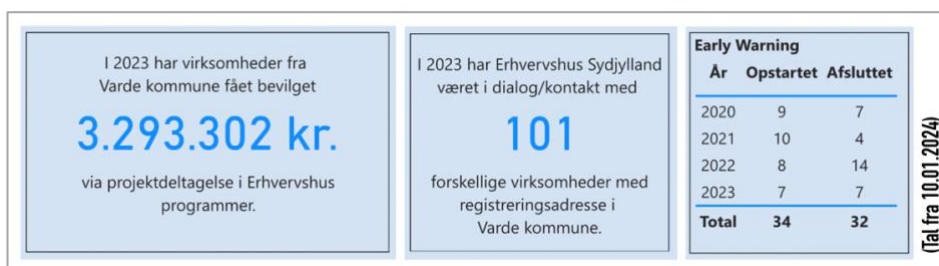 I 2023 har virksomheder fra
Varde kommune fået bevilget
3.293.302 kr.
via projektdeltagelse i Erhvervshus
programmer.
I 2023 har Erhvervshus Sydjylland
været i dialog/kontakt med
101
forskellige virksomheder med
registreringsadresse i
Varde kommune.
Early Warning
År Opstartet Afsluttet
2020 9 7
2021 10 4
2022 8 14
2023 7 7
Total 34 32
(Tal fra 10.01.2024)